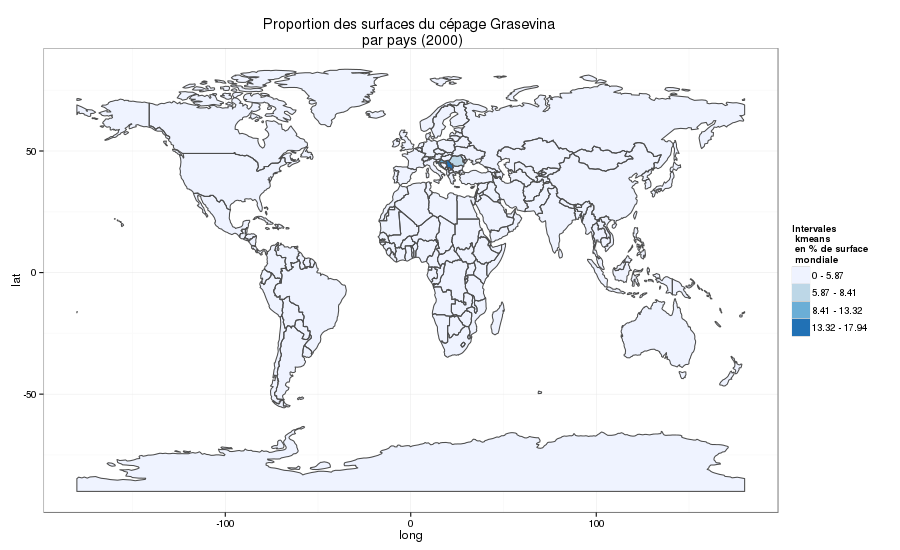 Proportion des surfaces du cépage Grasevina
par pays (2000)
50
0
-50
lat
-100
0
100
long
Intervales
kmeans
en % de surface
mondiale
0 - 5.87
5.87 - 8.41
8.41 - 13.32
13.32 - 17.94